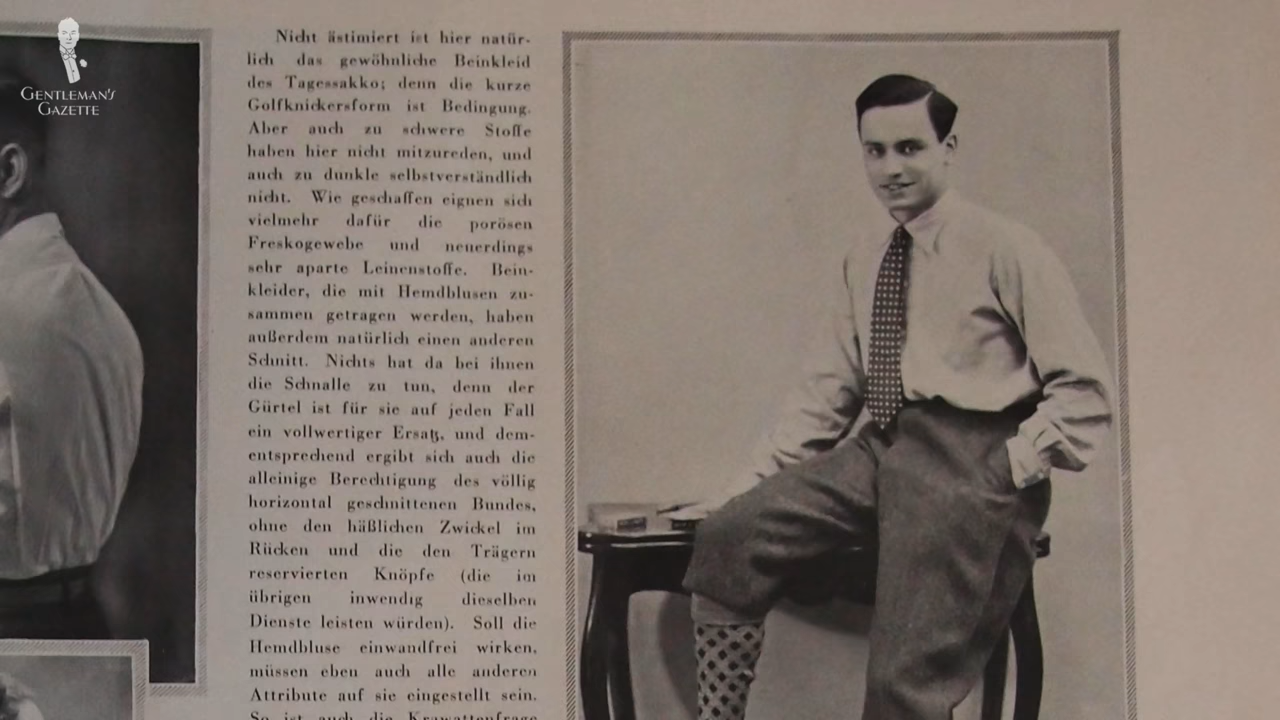 GENTLEMAN'S
GAZETTE
Nicht ästimiert ist hier natür-
lich das gewöhnliche Beinkleid
des Tagessakko; denn die kurze
Golfknickersform ist Bedingung.
Aber auch zu schwere Stoffe
haben hier nicht mitzureden, und
auch zu dunkle selbstverständlich
nicht. Wie geschaffen eignen sich
vielmehr dafür die porösen
Freskogewebe und neuerdings
sehr aparte Leinenstoffe. Bein-
kleider, die mit Hemdblusen zu-
sammen getragen werden, haben
außerdem natürlich einen anderen
Schnitt. Nichts hat da bei ihnen
die Schnalle zu tun, denn der
Gürtel ist für sie auf jeden Fall
ein vollwertiger Ersatz, und dem-
entsprechend ergibt sich auch die
alleinige Berechtigung des völlig
horizontal geschnittenen Bundes,
ohne den häßlichen Zwickel im
Rücken und die den Trägern
reservierten Knöpfe (die im
übrigen inwendig dieselben
Dienste leisten würden). Soll die
Hemdbluse einwandfrei wirken,
müssen eben auch alle anderen
Attribute auf sie eingestellt sein.
So ist auch die Krawattenfrage